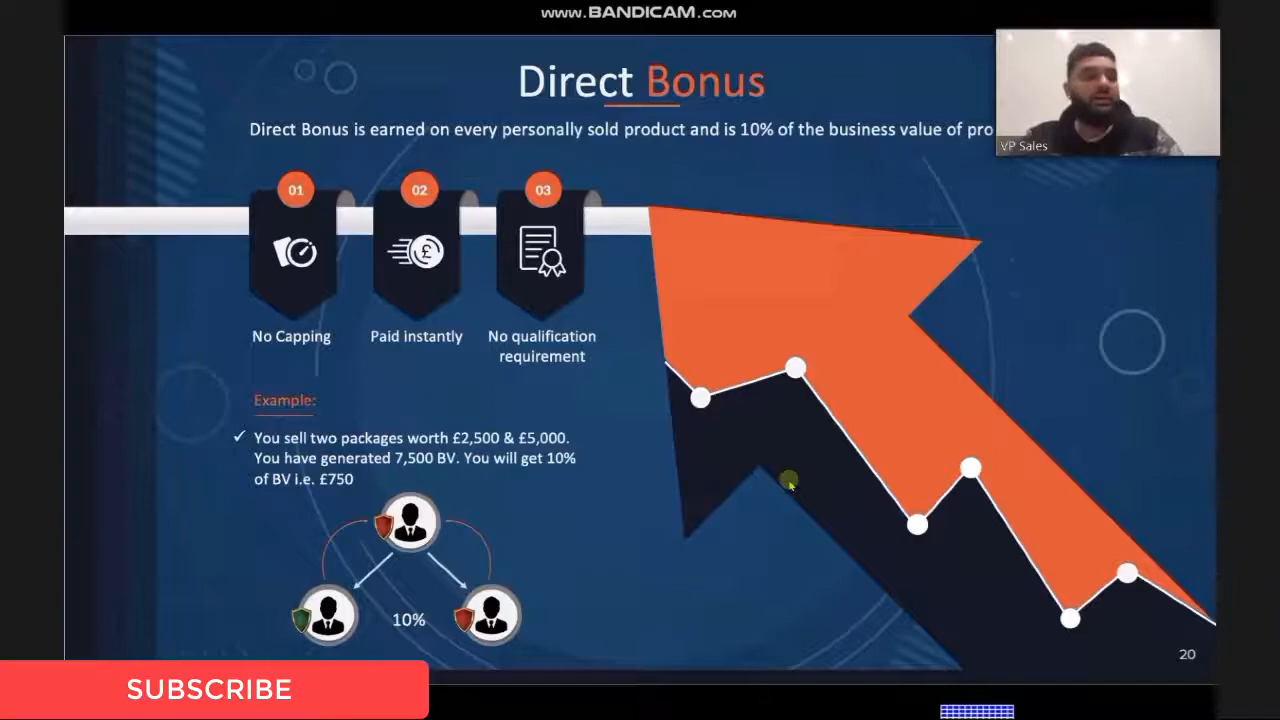 www.BANDICAM.com
Direct Bonus
Direct Bonus is earned on every personally sold product and is 10% of the business value of pro
VP Sales
01
02
03
£
No Capping
Paid instantly
No qualification
requirement
Example:
✓ You sell two packages worth £2,500 & £5,000.
You have generated 7,500 BV. You will get 10%
of BV i.e. £750
10%
20
SUBSCRIBE